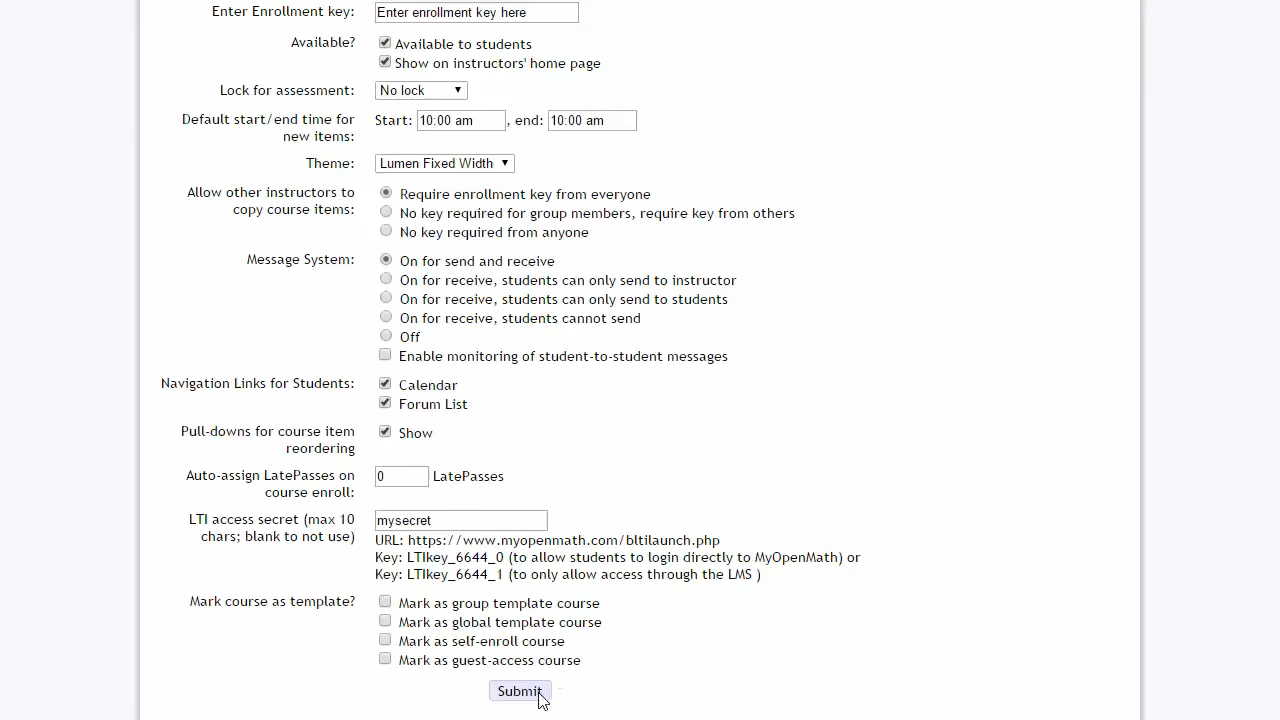 Enter Enrollment key: Enter enrollment key here
Available? Available to students
Show on instructors' home page
Lock for assessment: No lock
Default start/end time for new items: Start: 10:00 am , end: 10:00 am
Theme: Lumen Fixed Width
Allow other instructors to copy course items: Require enrollment key from everyone
No key required for group members, require key from others
No key required from anyone
Message System: On for send and receive
On for receive, students can only send to instructor
On for receive, students can only send to students
On for receive, students cannot send
Off
Enable monitoring of student-to-student messages
Navigation Links for Students: Calendar
Forum List
Pull-downs for course item reordering Show
Auto-assign LatePasses on course enroll: 0 LatePasses
LTI access secret (max 10 chars; blank to not use) mysecret
URL: https://www.myopenmath.com/bltilaunch.php
Key: LTIkey_6644_0 (to allow students to login directly to MyOpenMath) or
Key: LTIkey_6644_1 (to only allow access through the LMS )
Mark course as template? Mark as group template course
Mark as global template course
Mark as self-enroll course
Mark as guest-access course
Submit